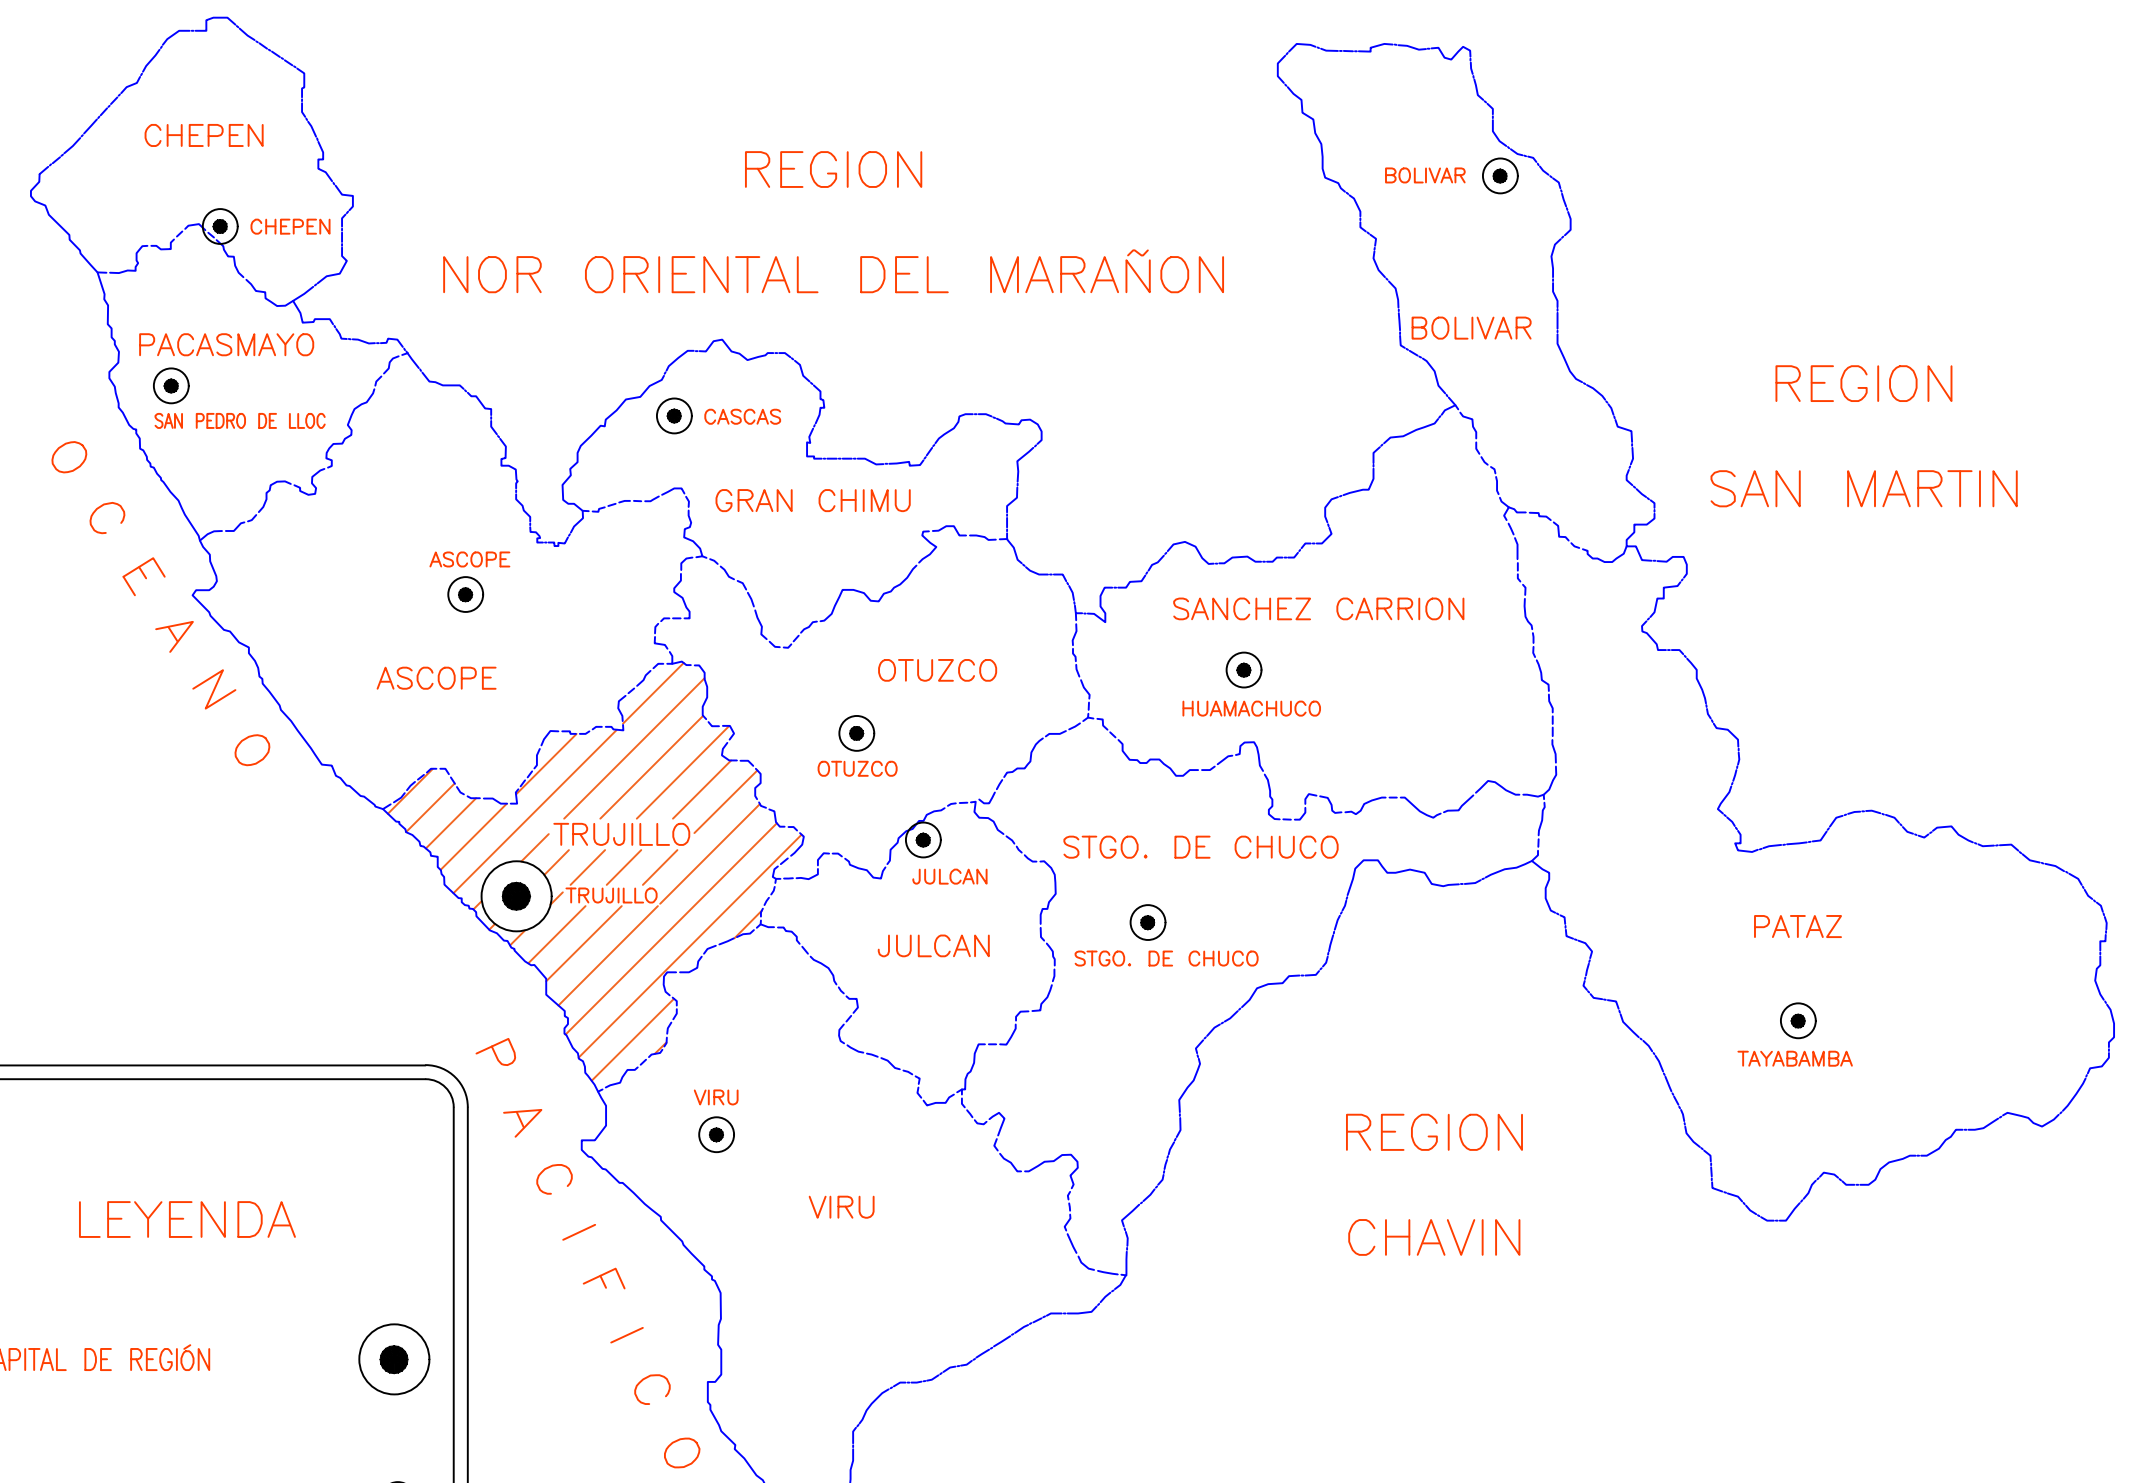 CHEPEN
CHEPEN
PACASMAYO
SAN PEDRO DE LLOC
REGION
NOR ORIENTAL DEL MARAÑON
BOLIVAR
BOLIVAR
REGION
SAN MARTIN
CASCAS
GRAN CHIMU
ASCOPE
ASCOPE
OTUZCO
OTUZCO
SANCHEZ CARRION
HUAMACHUCO
TRUJILLO
TRUJILLO
JULCAN
JULCAN
STGO. DE CHUCO
STGO. DE CHUCO
PATAZ
TAYABAMBA
VIRU
VIRU
REGION
CHAVIN
OCEANO
PACIFICO
LEYENDA
APITAL DE REGIÓN